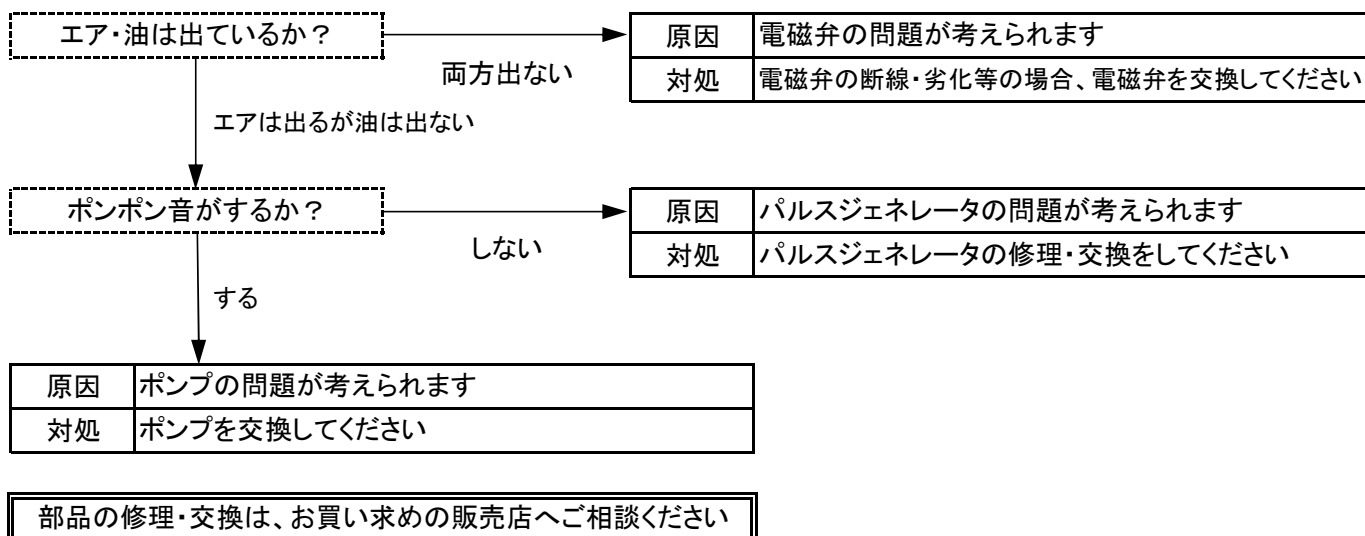 エア・油は出ているか？
両方出ない
原因 電磁弁の問題が考えられます
対処 電磁弁の断線・劣化等の場合、電磁弁を交換してください
エアは出るが油は出ない
ポンポン音がするか？
しない
原因 パルスジェネレータの問題が考えられます
対処 パルスジェネレータの修理・交換をしてください
する
原因 ポンプの問題が考えられます
対処 ポンプを交換してください
部品の修理・交換は、お買い求めの販売店へご相談ください